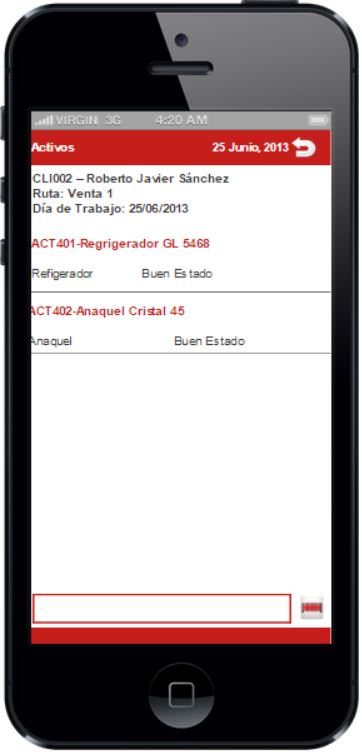 VIRGIN 3G 4:20 AM
Activos 25 Junio, 2013
CLI002 – Roberto Javier Sánchez
Ruta: Venta 1
Día de Trabajo: 25/06/2013
ACT401-Regrigerador GL 5468
Refigerador Buen Estado
ACT402-Anaquel Cristal 45
Anaquel Buen Estado